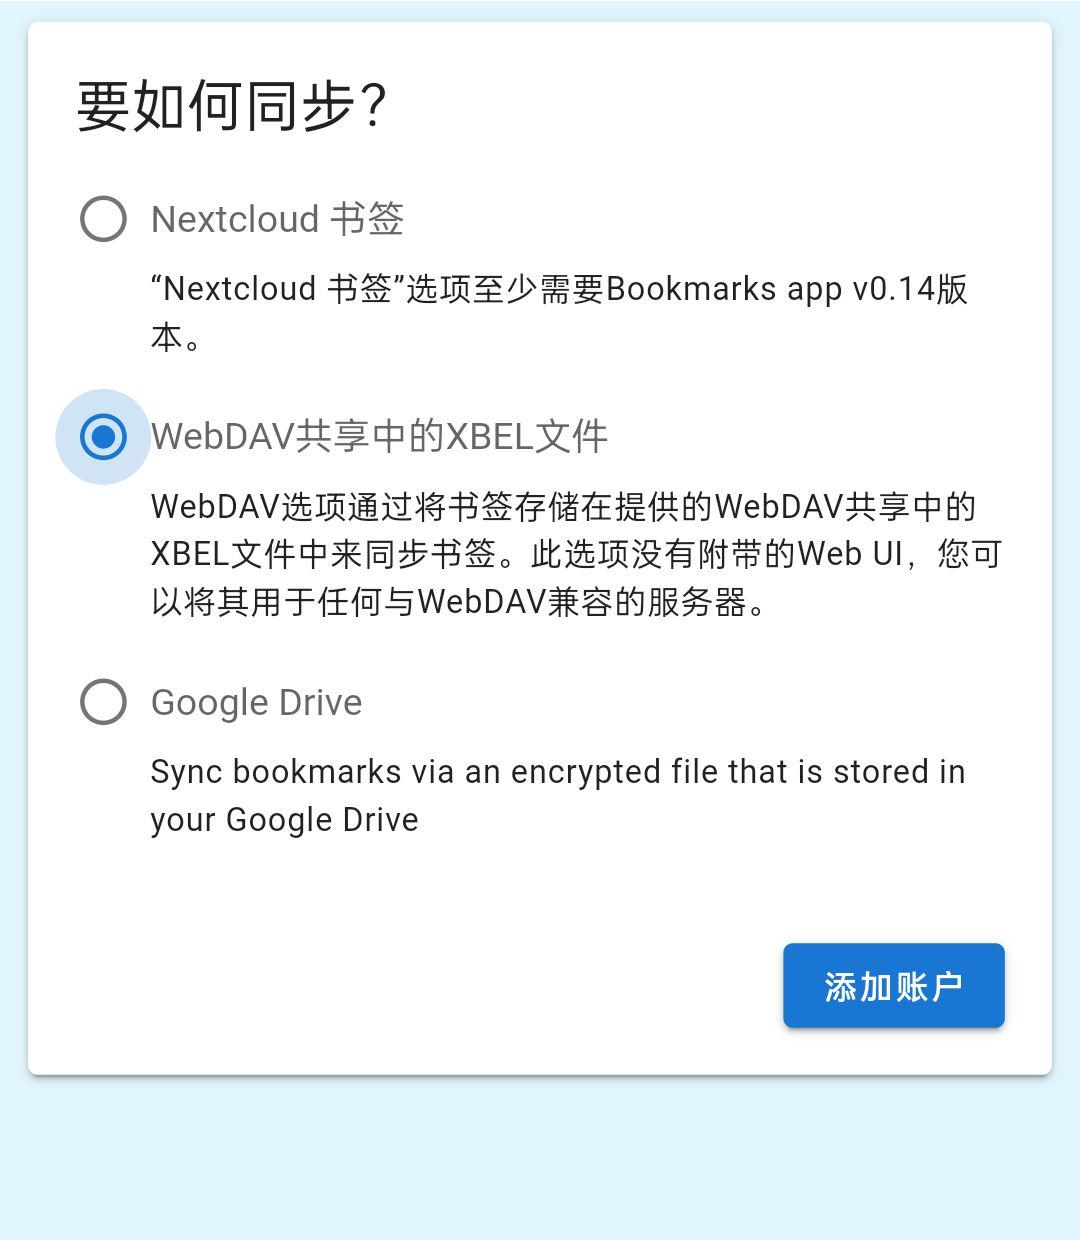 要如何同步?
Nextcloud 书签
“Nextcloud 书签”选项至少需要Bookmarks app v0.14版
本。
WebDAV共享中的XBEL文件
WebDAV选项通过将书签存储在提供的WebDAV共享中的
XBEL文件中来同步书签。此选项没有附带的Web UI，您可
以将其用于任何与WebDAV兼容的服务器。
Google Drive
Sync bookmarks via an encrypted file that is stored in
your Google Drive
添加账户